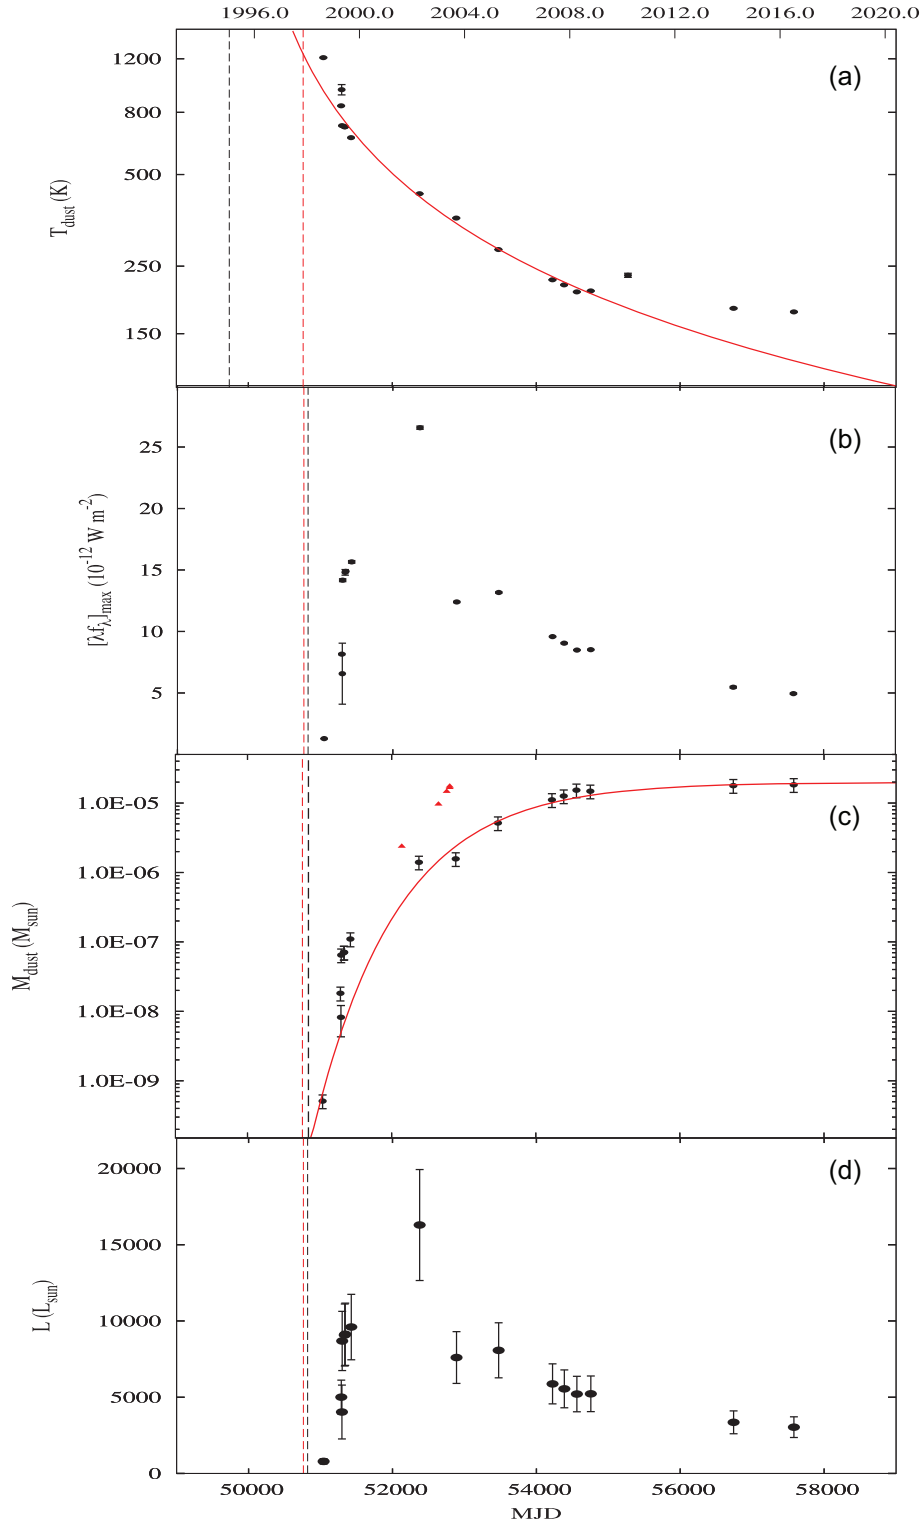 1996.0 2000.0 2004.0 2008.0 2012.0 2016.0 2020.0
(a)
1200
800
500
250
150
T_dust (K)
(b)
25
20
15
10
5
[λf_λ]_max (10^-12 W m^-2)
(c)
1.0E-05
1.0E-06
1.0E-07
1.0E-08
1.0E-09
M_dust (M_sun)
(d)
20000
15000
10000
5000
0
L (L_sun)
50000 52000 54000 56000 58000
MJD